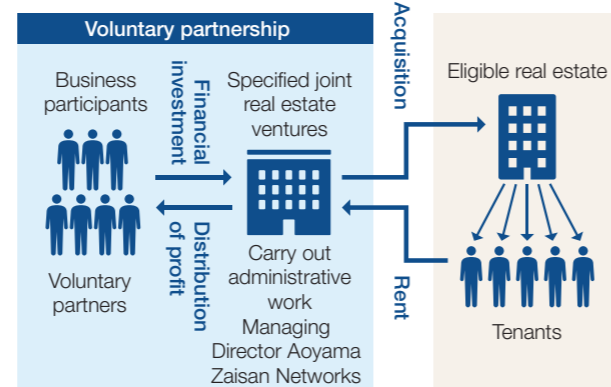 Voluntary partnership
Business
participants
Financial
investment
Specified joint
real estate
ventures
Acquisition
Eligible real estate
Voluntary
partners
Distribution
of profit
Carry out
administrative
work
Managing
Director Aoyama
Zaisan Networks
Rent
Tenants